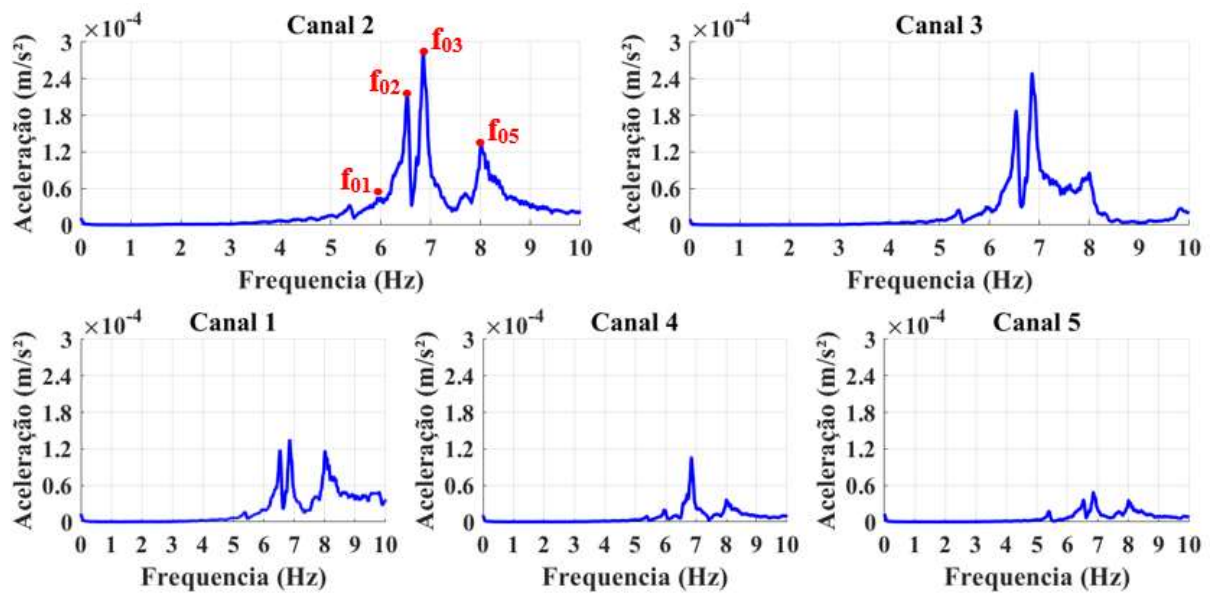 ×10⁻⁴
Canal 2
Aceleração (m/s²)
3
2.4
1.8
1.2
0.6
0
f01
f02
f03
f05
0 1 2 3 4 5 6 7 8 9 10
Frequencia (Hz)
×10⁻⁴
Canal 3
Aceleração (m/s²)
3
2.4
1.8
1.2
0.6
0
0 1 2 3 4 5 6 7 8 9 10
Frequencia (Hz)
×10⁻⁴
Canal 1
Aceleração (m/s²)
3
2.4
1.8
1.2
0.6
0
0 1 2 3 4 5 6 7 8 9 10
Frequencia (Hz)
×10⁻⁴
Canal 4
Aceleração (m/s²)
3
2.4
1.8
1.2
0.6
0
0 1 2 3 4 5 6 7 8 9 10
Frequencia (Hz)
×10⁻⁴
Canal 5
Aceleração (m/s²)
3
2.4
1.8
1.2
0.6
0
0 1 2 3 4 5 6 7 8 9 10
Frequencia (Hz)